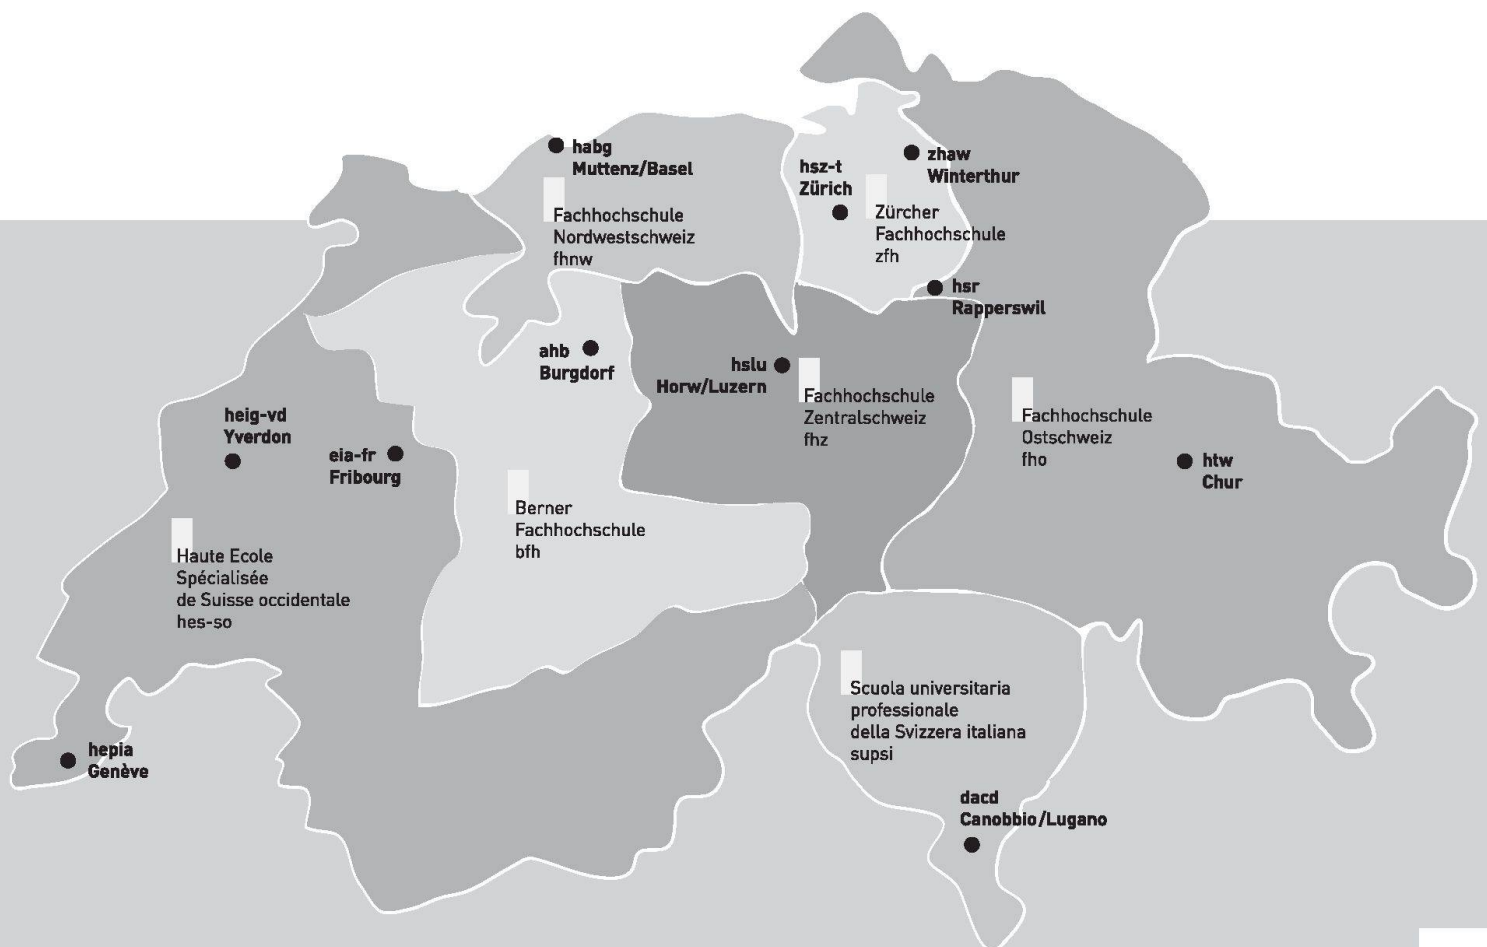 habg
Muttenz/Basel
Fachhochschule
Nordwestschweiz
fhnw
hsz-t
Zürich
zhaw
Winterthur
Zürcher
Fachhochschule
zfh
hsr
Rapperswil
ahb
Burgdorf
hslu
Horw/Luzern
Fachhochschule
Zentralschweiz
fhz
Fachhochschule
Ostschweiz
fho
htw
Chur
heig-vd
Yverdon
eia-fr
Fribourg
Berner
Fachhochschule
bfh
Haute Ecole
Spécialisée
de Suisse occidentale
hes-so
Scuola universitaria
professionale
della Svizzera italiana
supsi
hepia
Genève
dacd
Canobbio/Lugano